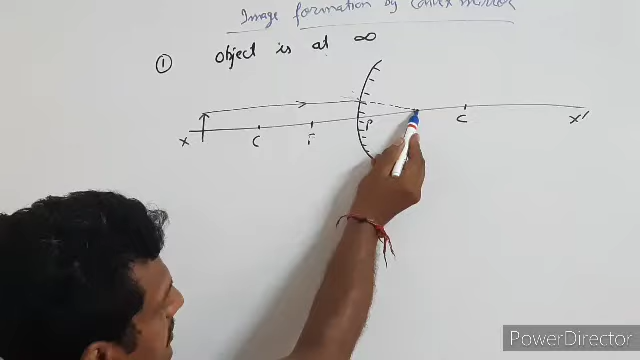 Image formation by Convex mirror
① object is at ∞
X C F P C X'
PowerDirector